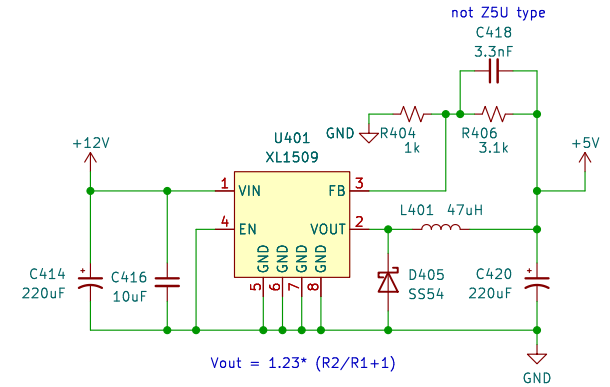 not Z5U type
C418
3.3nF
GND
R404
1k
R406
3.1k
+12V
+5V
U401
XL1509
1
VIN
FB
3
4
EN
VOUT
2
L401 47uH
GND
GND
GND
GND
5
6
7
8
C414
220uF
C416
10uF
D405
SS54
C420
220uF
Vout = 1.23* (R2/R1+1)
GND